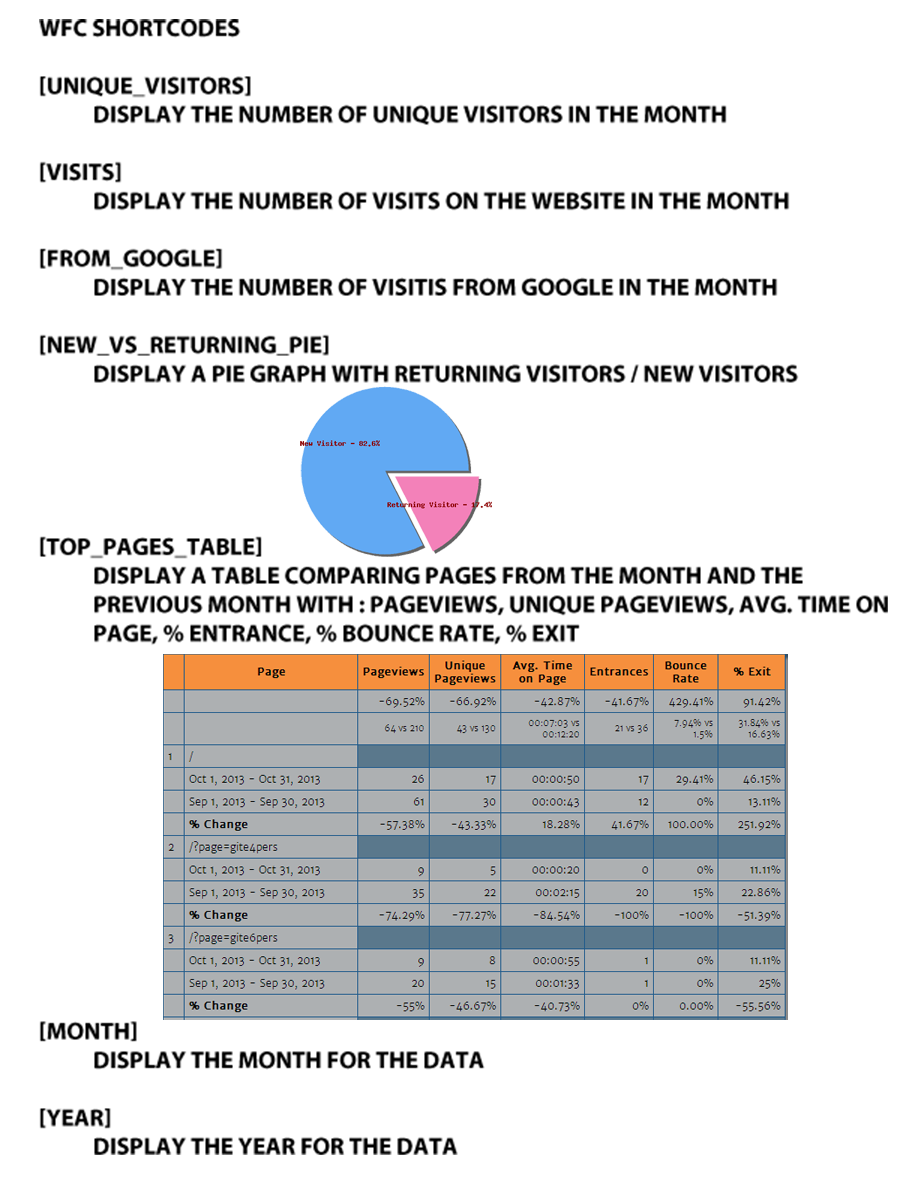 WFC SHORTCODES
[UNIQUE_VISITORS]
DISPLAY THE NUMBER OF UNIQUE VISITORS IN THE MONTH
[VISITS]
DISPLAY THE NUMBER OF VISITS ON THE WEBSITE IN THE MONTH
[FROM_GOOGLE]
DISPLAY THE NUMBER OF VISITIS FROM GOOGLE IN THE MONTH
[NEW_VS_RETURNING_PIE]
DISPLAY A PIE GRAPH WITH RETURNING VISITORS / NEW VISITORS
New Visitor - 82.6%
Returning Visitor - 17.4%
[TOP_PAGES_TABLE]
DISPLAY A TABLE COMPARING PAGES FROM THE MONTH AND THE
PREVIOUS MONTH WITH : PAGEVIEWS, UNIQUE PAGEVIEWS, AVG. TIME ON
PAGE, % ENTRANCE, % BOUNCE RATE, % EXIT
Page Pageviews Unique Pageviews Avg. Time on Page Entrances Bounce Rate % Exit
-69.52% -66.92% -42.87% -41.67% 429.41% 91.42%
64 vs 210 43 vs 130 00:07:03 vs 00:12:20 21 vs 36 7.94% vs 1.5% 31.84% vs 16.63%
1 /
Oct 1, 2013 - Oct 31, 2013 26 17 00:00:50 17 29.41% 46.15%
Sep 1, 2013 - Sep 30, 2013 61 30 00:00:43 12 0% 13.11%
% Change -57.38% -43.33% 18.28% 41.67% 100.00% 251.92%
2 /?page=gite4pers
Oct 1, 2013 - Oct 31, 2013 9 5 00:00:20 0 0% 11.11%
Sep 1, 2013 - Sep 30, 2013 35 22 00:02:15 20 15% 22.86%
% Change -74.29% -77.27% -84.54% -100% -100% -51.39%
3 /?page=gite6pers
Oct 1, 2013 - Oct 31, 2013 9 8 00:00:55 1 0% 11.11%
Sep 1, 2013 - Sep 30, 2013 20 15 00:01:33 1 0% 25%
% Change -55% -46.67% -40.73% 0% 0.00% -55.56%
[MONTH]
DISPLAY THE MONTH FOR THE DATA
[YEAR]
DISPLAY THE YEAR FOR THE DATA